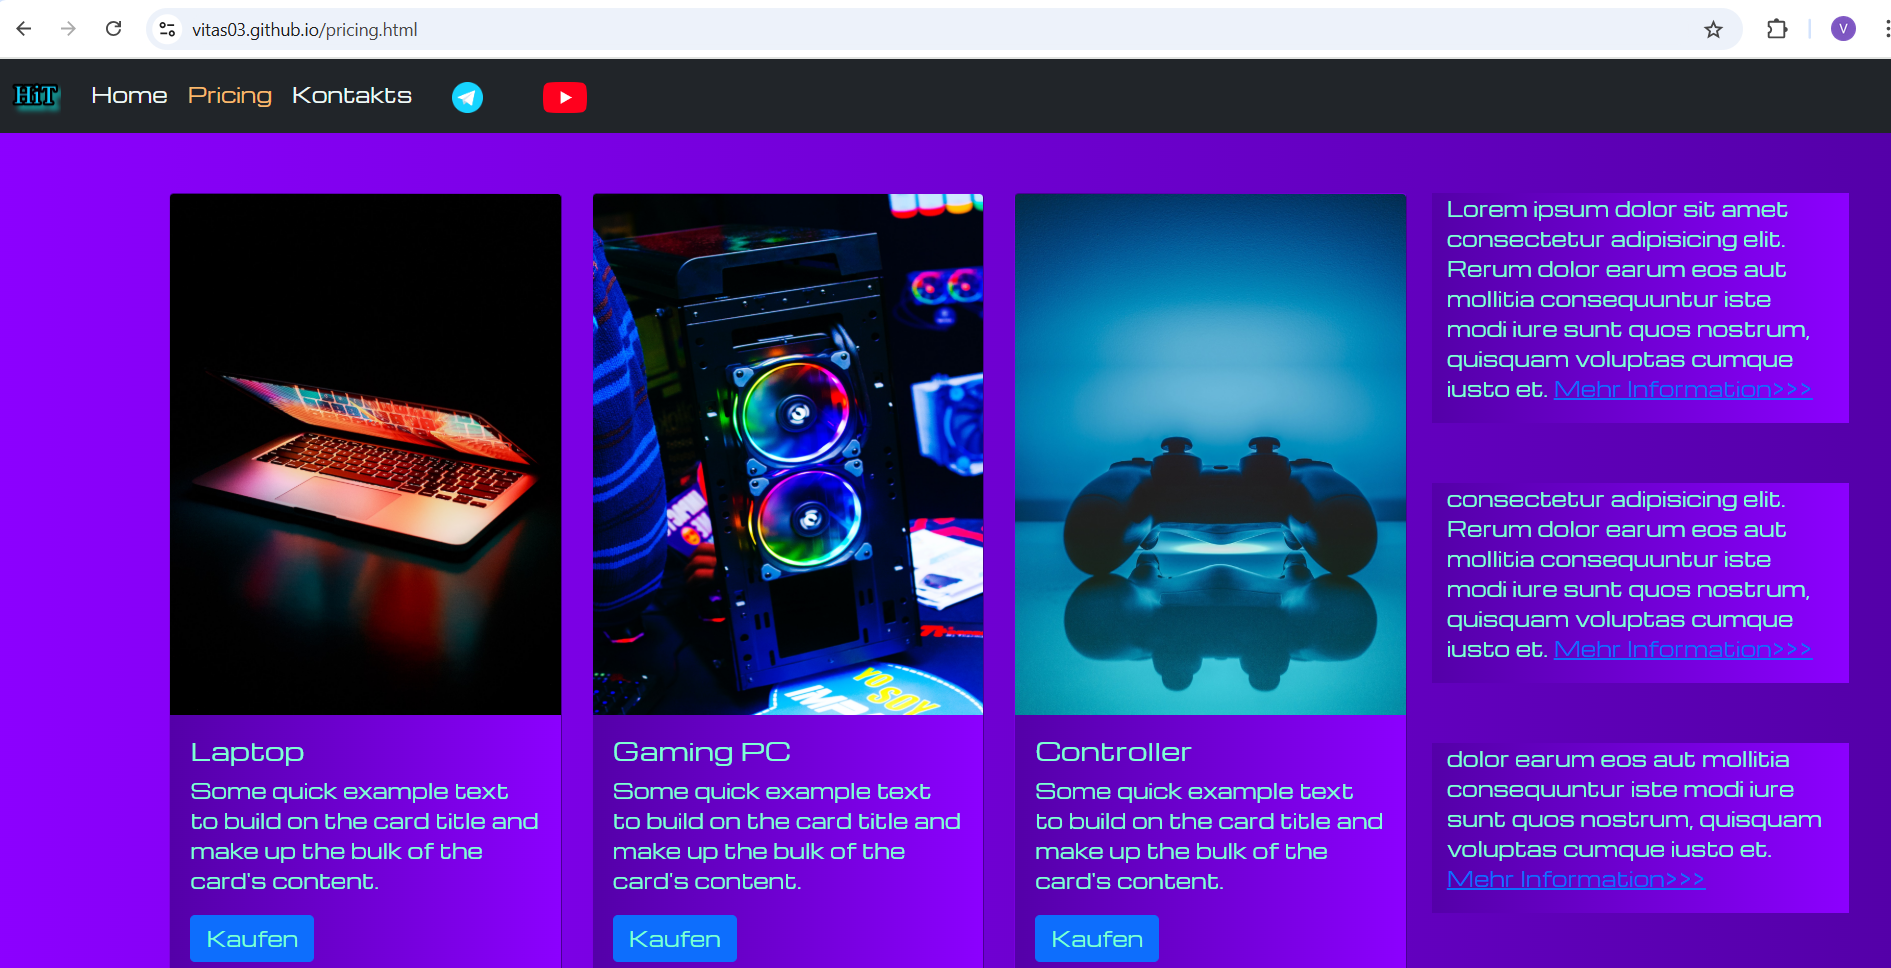 vitas03.github.io/pricing.html
V
HiT
Home Pricing Kontakts
Lorem ipsum dolor sit amet
consectetur adipisicing elit.
Rerum dolor earum eos aut
mollitia consequuntur iste
modi iure sunt quos nostrum,
quisquam voluptas cumque
iusto et. Mehr Information>>>
consectetur adipisicing elit.
Rerum dolor earum eos aut
mollitia consequuntur iste
modi iure sunt quos nostrum,
quisquam voluptas cumque
iusto et. Mehr Information>>>
dolor earum eos aut mollitia
consequuntur iste modi iure
sunt quos nostrum, quisquam
voluptas cumque iusto et.
Mehr Information>>>
YO
SOY
Laptop
Some quick example text
to build on the card title and
make up the bulk of the
card's content.
Kaufen
Gaming PC
Some quick example text
to build on the card title and
make up the bulk of the
card's content.
Kaufen
Controller
Some quick example text
to build on the card title and
make up the bulk of the
card's content.
Kaufen